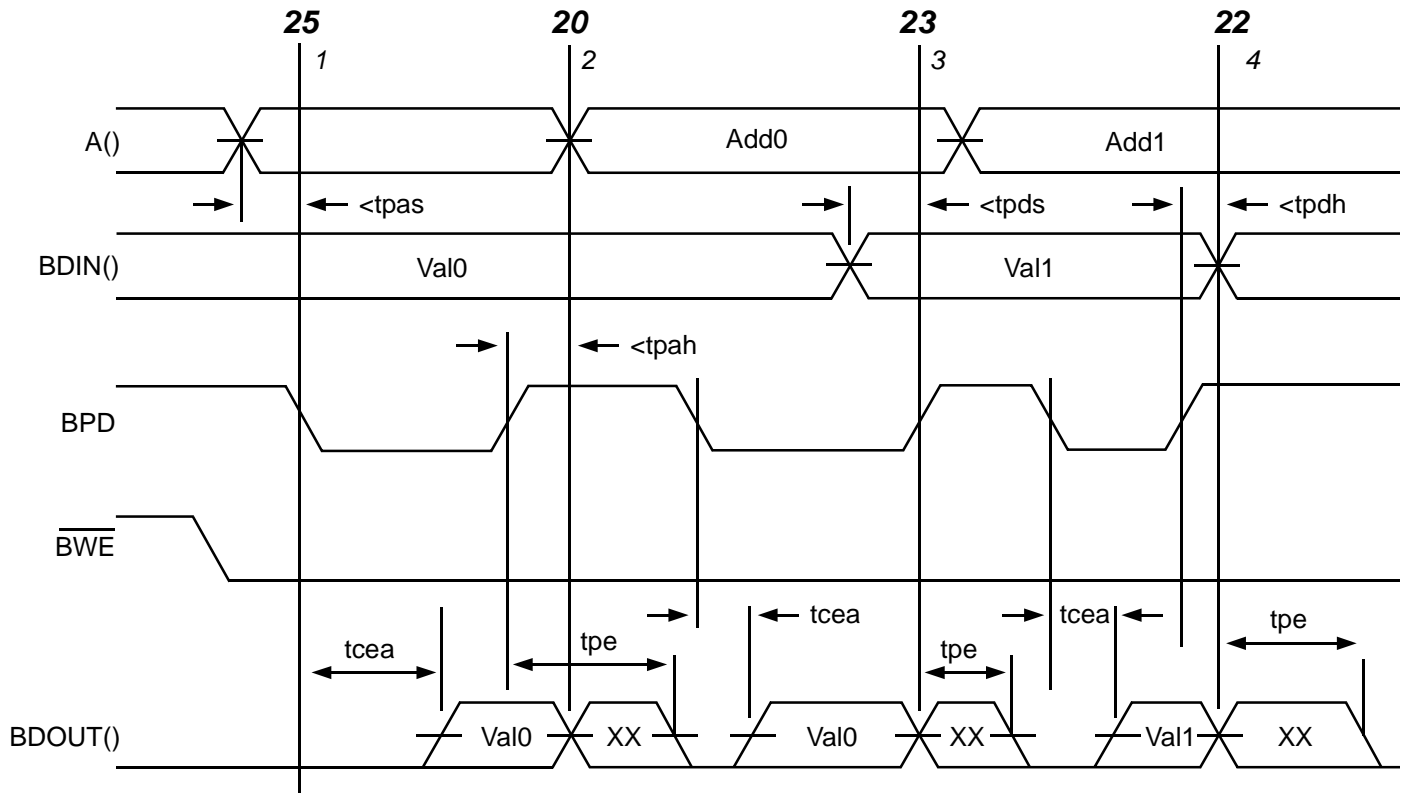 25 20 23 22
1 2 3 4
A() Add0 Add1
<tpas <tpds <tpdh
BDIN() Val0 Val1
<tpah
BPD
BWE
tcea tpe tcea tpe tcea tpe
BDOUT() Val0 XX Val0 XX Val1 XX